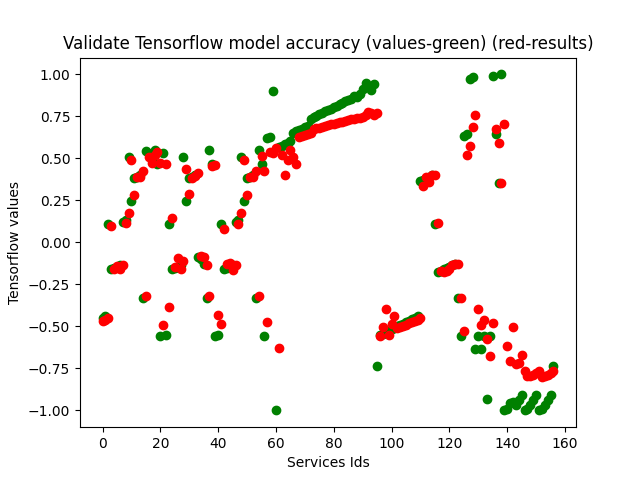 Validate Tensorflow model accuracy (values-green) (red-results)
1.00
0.75
0.50
0.25
0.00
−0.25
−0.50
−0.75
−1.00
Tensorflow values
0 20 40 60 80 100 120 140 160
Services Ids